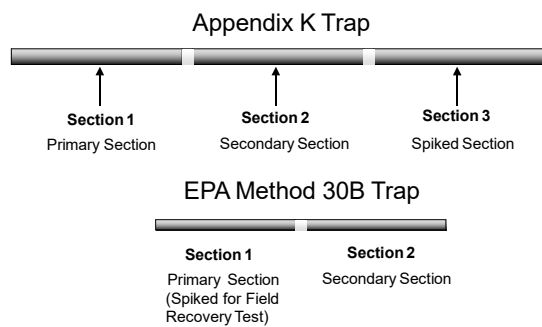 Appendix K Trap
Section 1
Primary Section
Section 2
Secondary Section
Section 3
Spiked Section
EPA Method 30B Trap
Section 1
Primary Section
(Spiked for Field
Recovery Test)
Section 2
Secondary Section